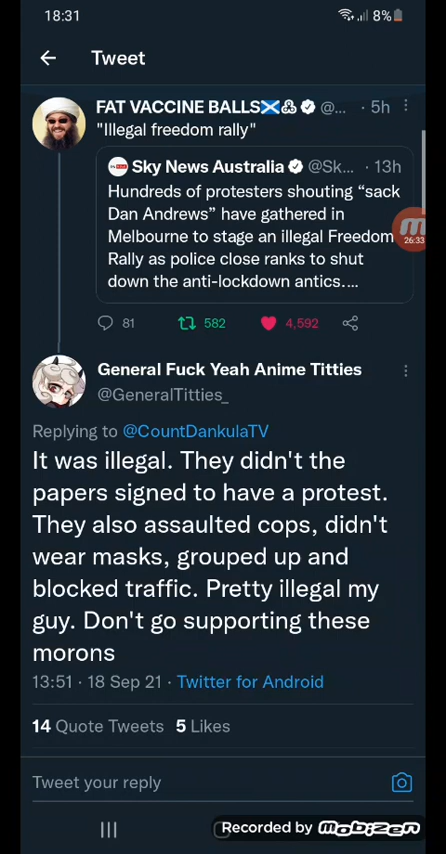 18:31
8%
Tweet
FAT VACCINE BALLS @... · 5h
"Illegal freedom rally"
Sky News Australia @Sk... · 13h
Hundreds of protesters shouting “sack
Dan Andrews” have gathered in
Melbourne to stage an illegal Freedom
Rally as police close ranks to shut
down the anti-lockdown antics....
26:33
81 582 4,592
General Fuck Yeah Anime Titties
@GeneralTitties_
Replying to @CountDankulaTV
It was illegal. They didn't the
papers signed to have a protest.
They also assaulted cops, didn't
wear masks, grouped up and
blocked traffic. Pretty illegal my
guy. Don't go supporting these
morons
13:51 · 18 Sep 21 · Twitter for Android
14 Quote Tweets 5 Likes
Tweet your reply
Recorded by mobizen